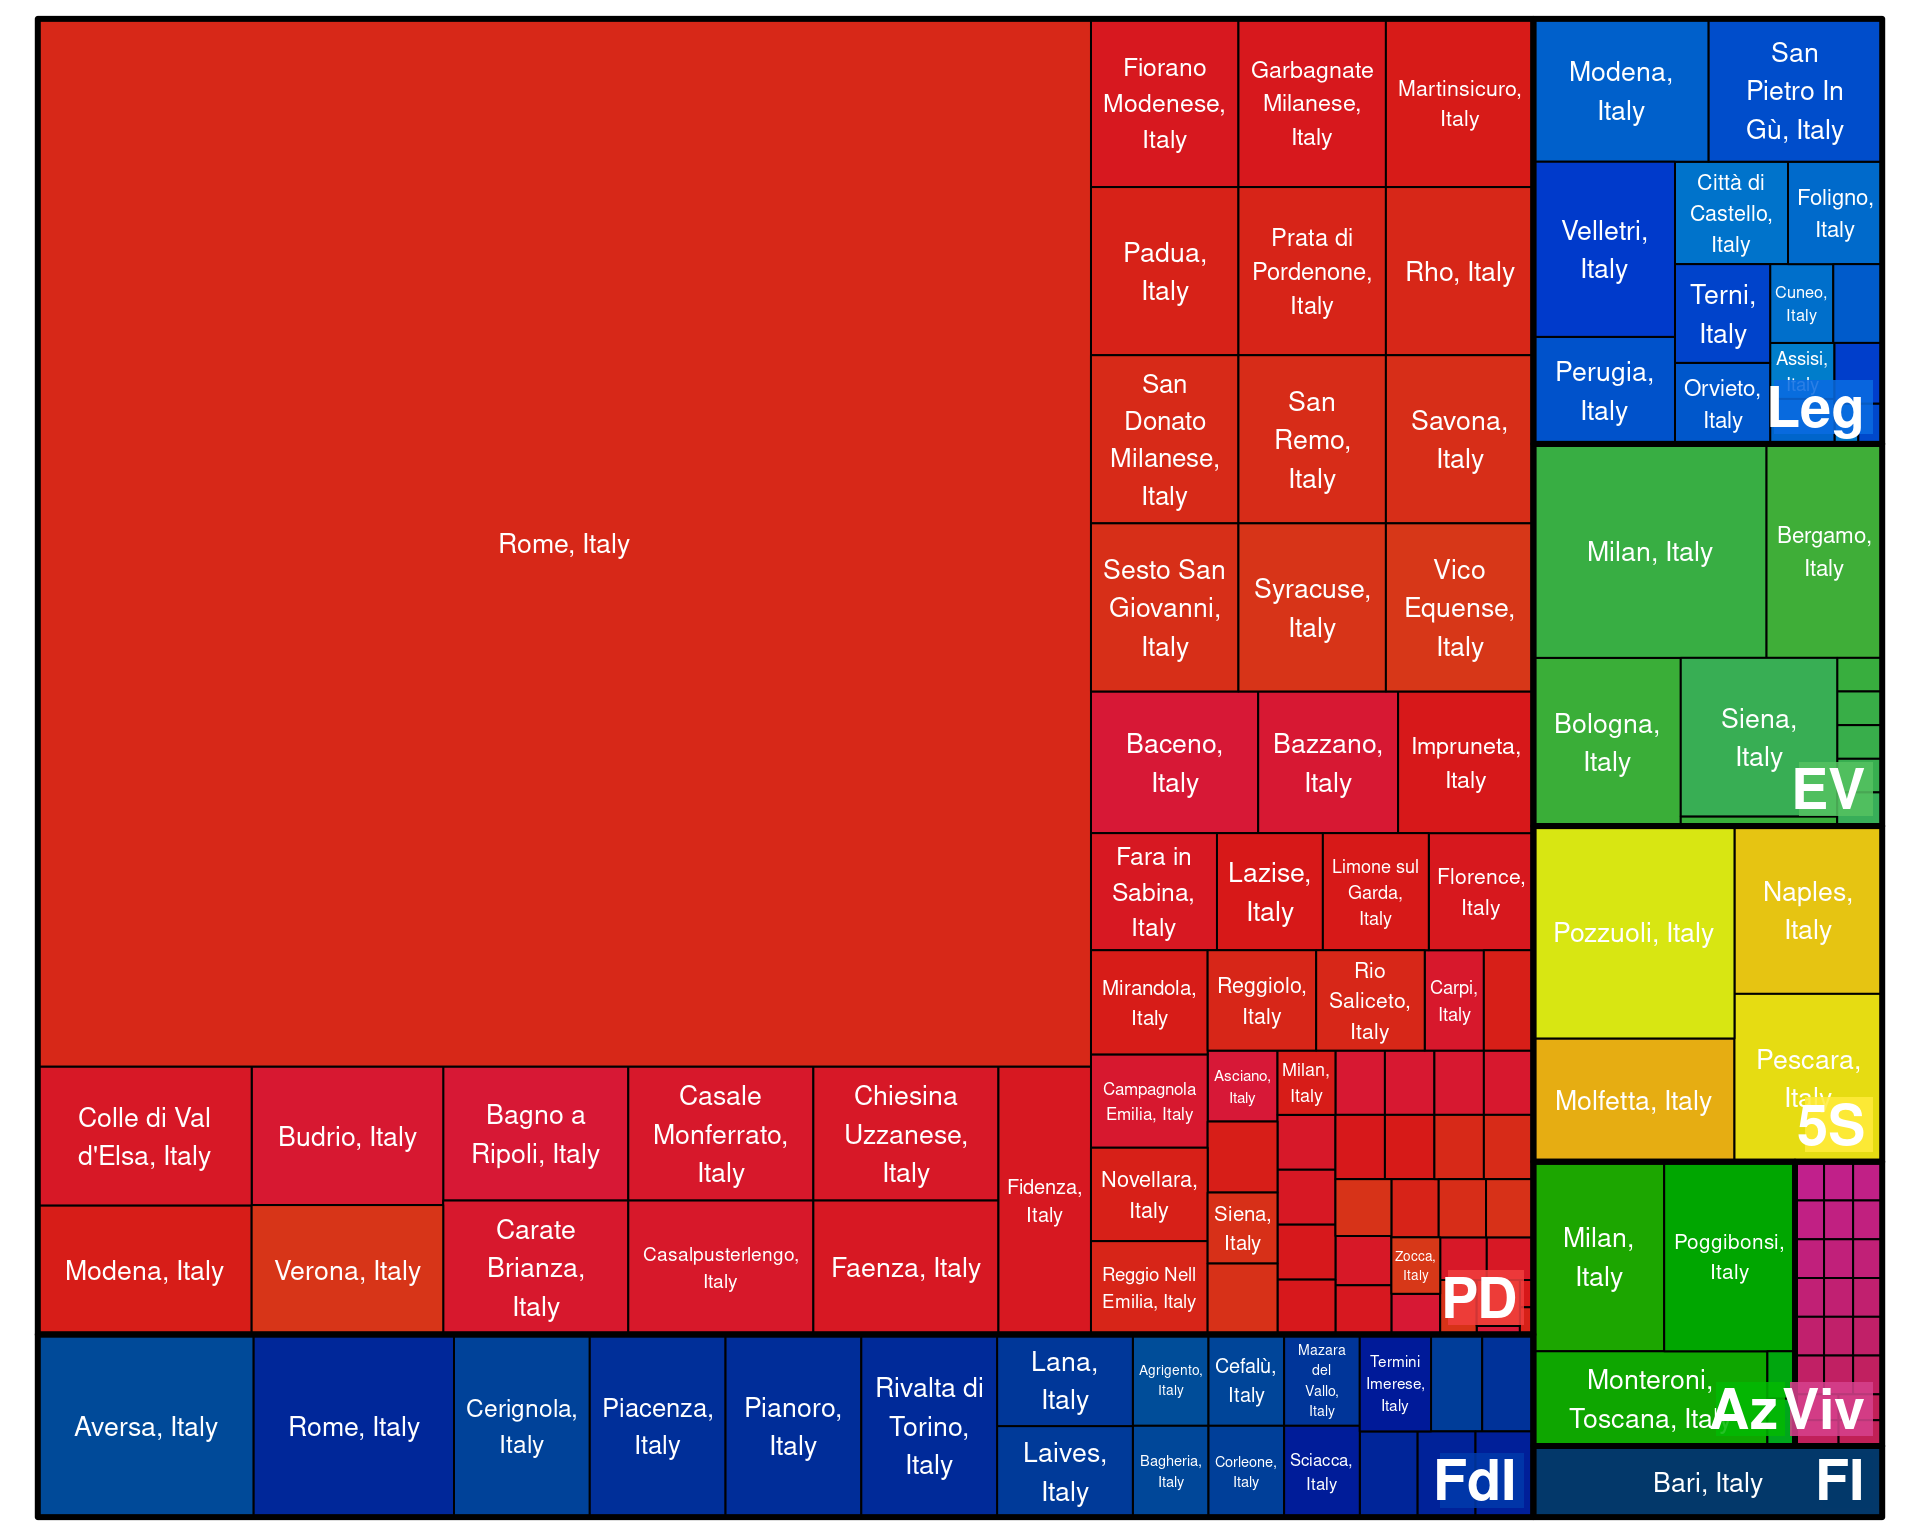 Rome, Italy
Colle di Val
d'Elsa, Italy
Modena, Italy
Budrio, Italy
Verona, Italy
Bagno a
Ripoli, Italy
Carate
Brianza,
Italy
Casale
Monferrato,
Italy
Casalpusterlengo,
Italy
Chiesina
Uzzanese,
Italy
Faenza, Italy
Fidenza,
Italy
Fiorano
Modenese,
Italy
Garbagnate
Milanese,
Italy
Martinsicuro,
Italy
Padua,
Italy
Prata di
Pordenone,
Italy
Rho, Italy
San
Donato
Milanese,
Italy
San
Remo,
Italy
Savona,
Italy
Sesto San
Giovanni,
Italy
Syracuse,
Italy
Vico
Equense,
Italy
Baceno,
Italy
Bazzano,
Italy
Impruneta,
Italy
Fara in
Sabina,
Italy
Lazise,
Italy
Limone sul
Garda,
Italy
Florence,
Italy
Mirandola,
Italy
Reggiolo,
Italy
Rio
Saliceto,
Italy
Carpi,
Italy
Campagnola
Emilia, Italy
Asciano,
Italy
Milan,
Italy
Novellara,
Italy
Siena,
Italy
Reggio Nell
Emilia, Italy
Zocca,
Italy
PD
Aversa, Italy
Rome, Italy
Cerignola,
Italy
Piacenza,
Italy
Pianoro,
Italy
Rivalta di
Torino,
Italy
Lana,
Italy
Laives,
Italy
Agrigento,
Italy
Bagheria,
Italy
Cefalù,
Italy
Corleone,
Italy
Mazara
del
Vallo,
Italy
Sciacca,
Italy
Termini
Imerese,
Italy
FdI
Modena,
Italy
San
Pietro In
Gù, Italy
Velletri,
Italy
Perugia,
Italy
Città di
Castello,
Italy
Foligno,
Italy
Terni,
Italy
Orvieto,
Italy
Cuneo,
Italy
Assisi,
Italy
Leg
Milan, Italy
Bergamo,
Italy
Bologna,
Italy
Siena,
Italy
EV
Pozzuoli, Italy
Molfetta, Italy
Naples,
Italy
Pescara,
Italy
5S
Milan,
Italy
Poggibonsi,
Italy
Monteroni,
Toscana, Italy
Az
Viv
Bari, Italy
FI